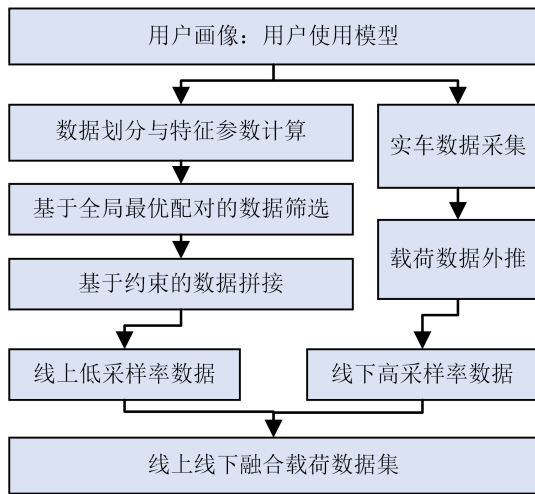 用户画像：用户使用模型
数据划分与特征参数计算
实车数据采集
基于全局最优配对的数据筛选
载荷数据外推
基于约束的数据拼接
线上低采样率数据
线下高采样率数据
线上线下融合载荷数据集